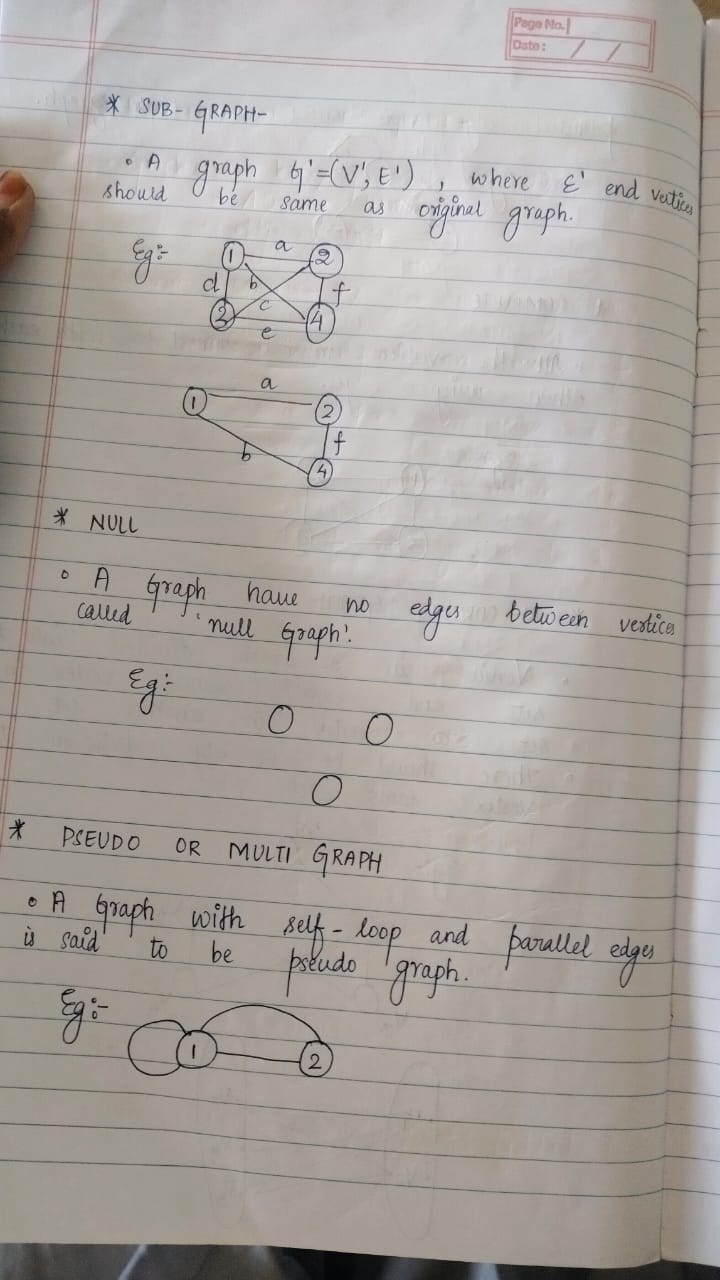 Page No.
Date: / /
* SUB-GRAPH-
• A graph G'=(V', E') , where E' end vertices
should be same as original graph.
Eg:-
1 a 2
d b f
c
3 4
e
a
1 2
f
b
4
* NULL
• A Graph have no edges between vertices
called 'null Graph'.
Eg:-
* PSEUDO OR MULTI GRAPH
• A Graph with self-loop and parallel edges
is said to be pseudo graph.
Eg:-
1 2